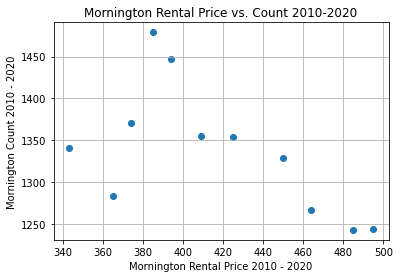 Mornington Rental Price vs. Count 2010-2020
Mornington Count 2010 - 2020
1450
1400
1350
1300
1250
340 360 380 400 420 440 460 480 500
Mornington Rental Price 2010 - 2020